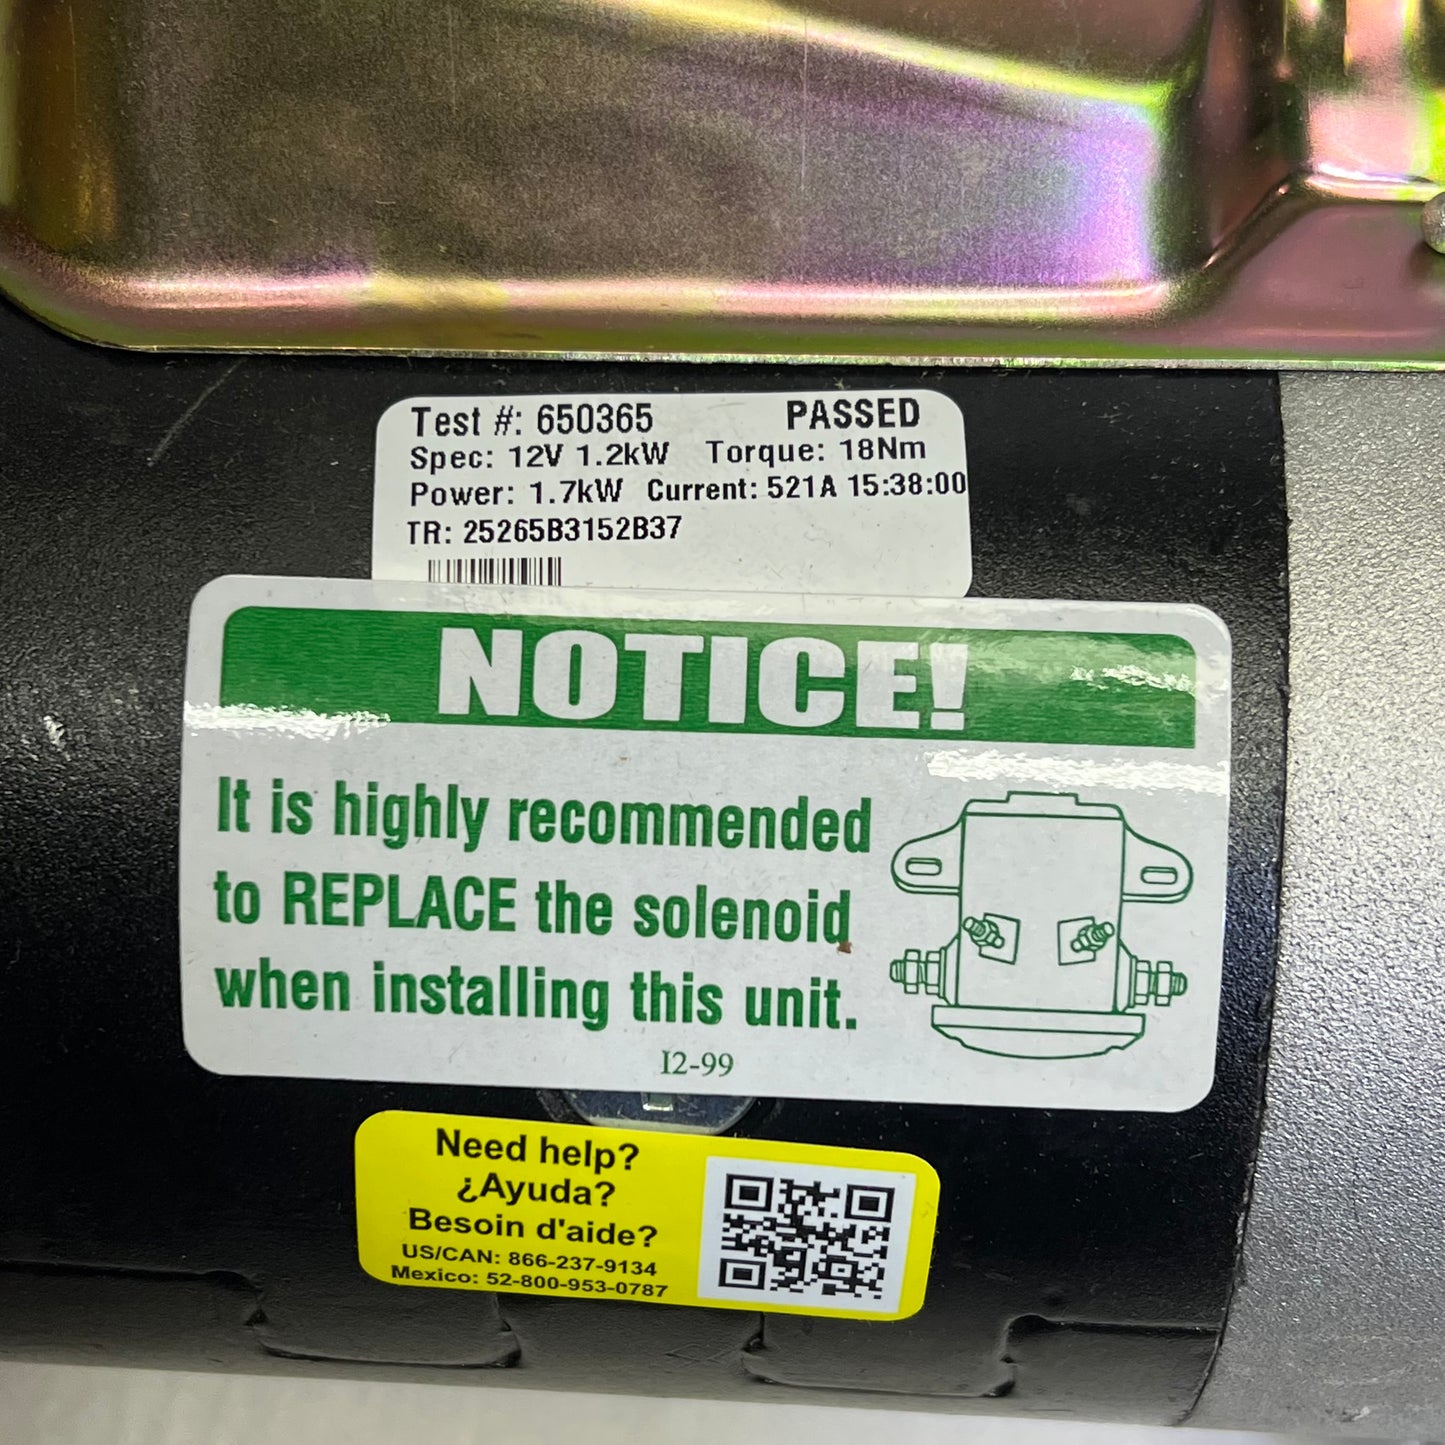 Test #: 650365 PASSED
Spec: 12V 1.2kW Torque: 18Nm
Power: 1.7kW Current: 521A 15:38:00
TR: 25265B3152B37
NOTICE!
It is highly recommended
to REPLACE the solenoid
when installing this unit.
I2-99
Need help?
¿Ayuda?
Besoin d'aide?
US/CAN: 866-237-9134
Mexico: 52-800-953-0787